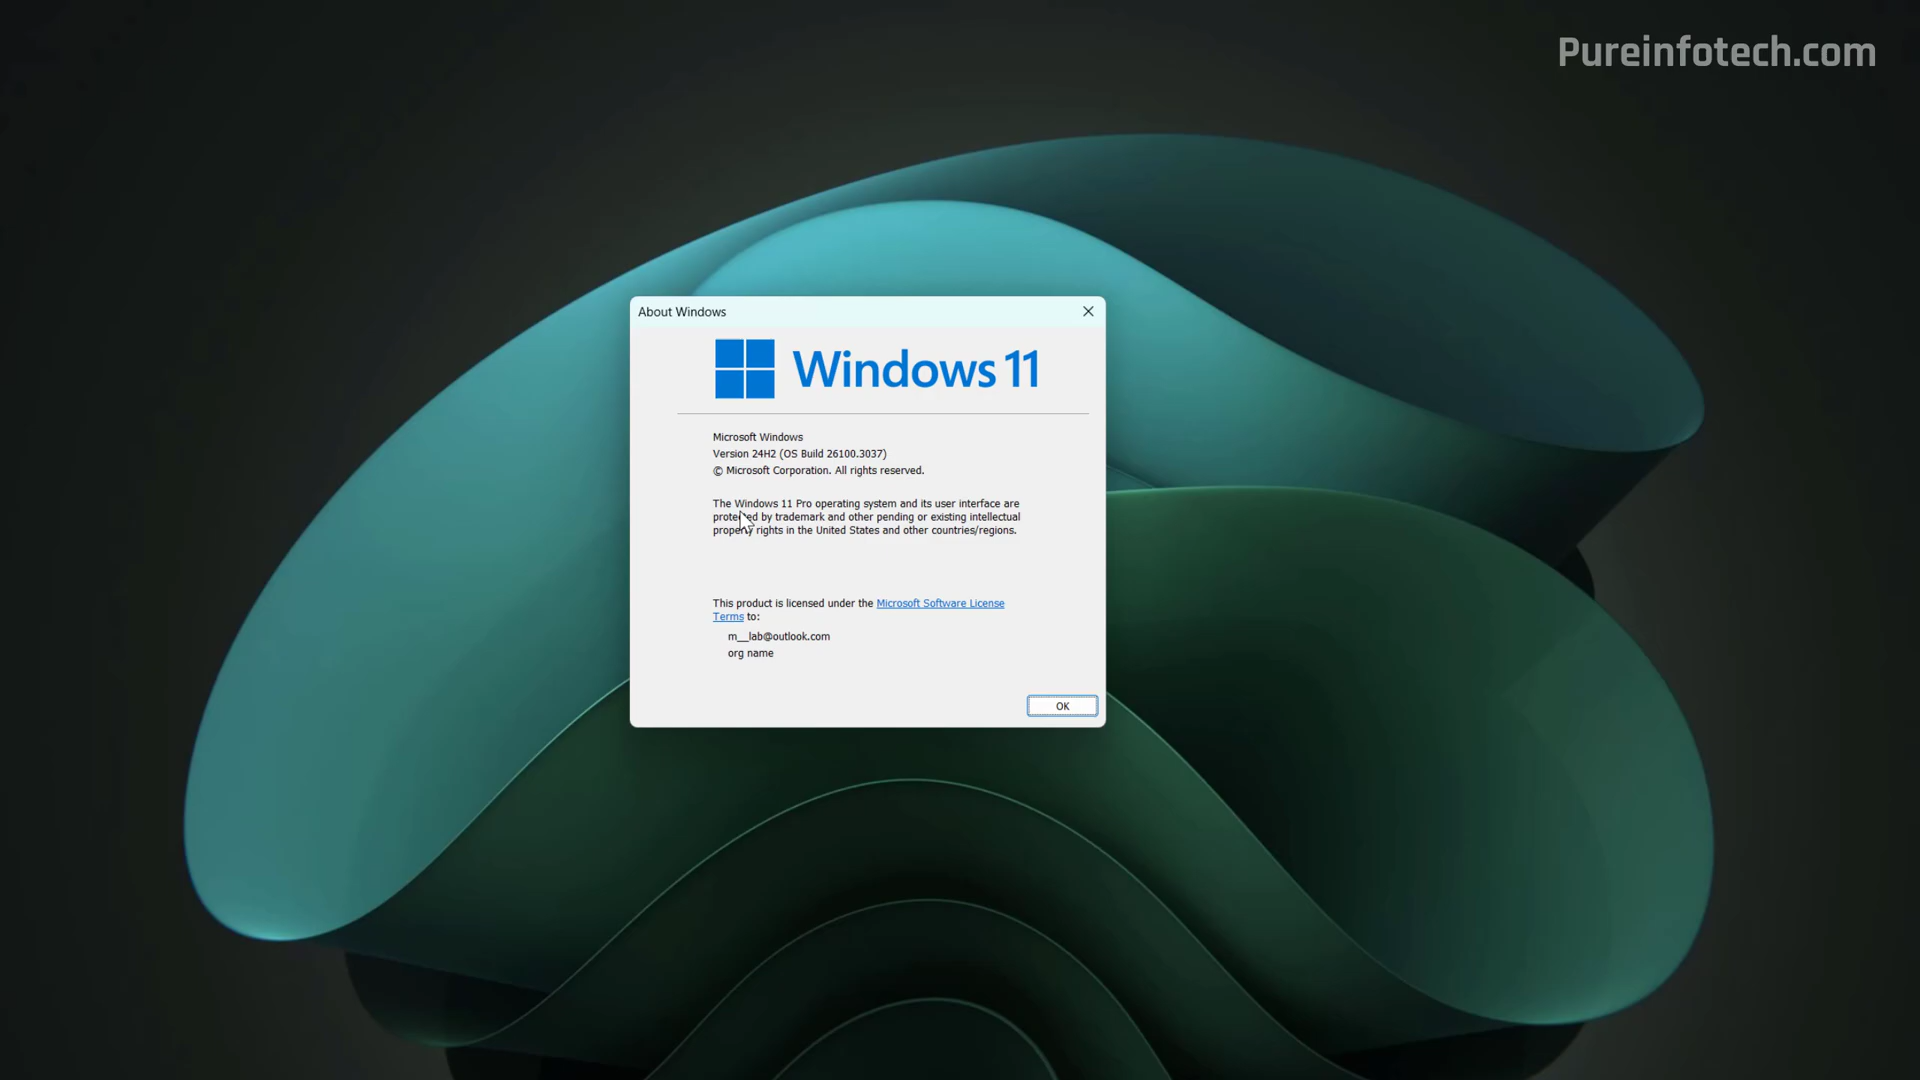 Pureinfotech.com
About Windows
Windows 11
Microsoft Windows
Version 24H2 (OS Build 26100.3037)
© Microsoft Corporation. All rights reserved.
The Windows 11 Pro operating system and its user interface are
protected by trademark and other pending or existing intellectual
property rights in the United States and other countries/regions.
This product is licensed under the Microsoft Software License
Terms to:
m__lab@outlook.com
org name
OK